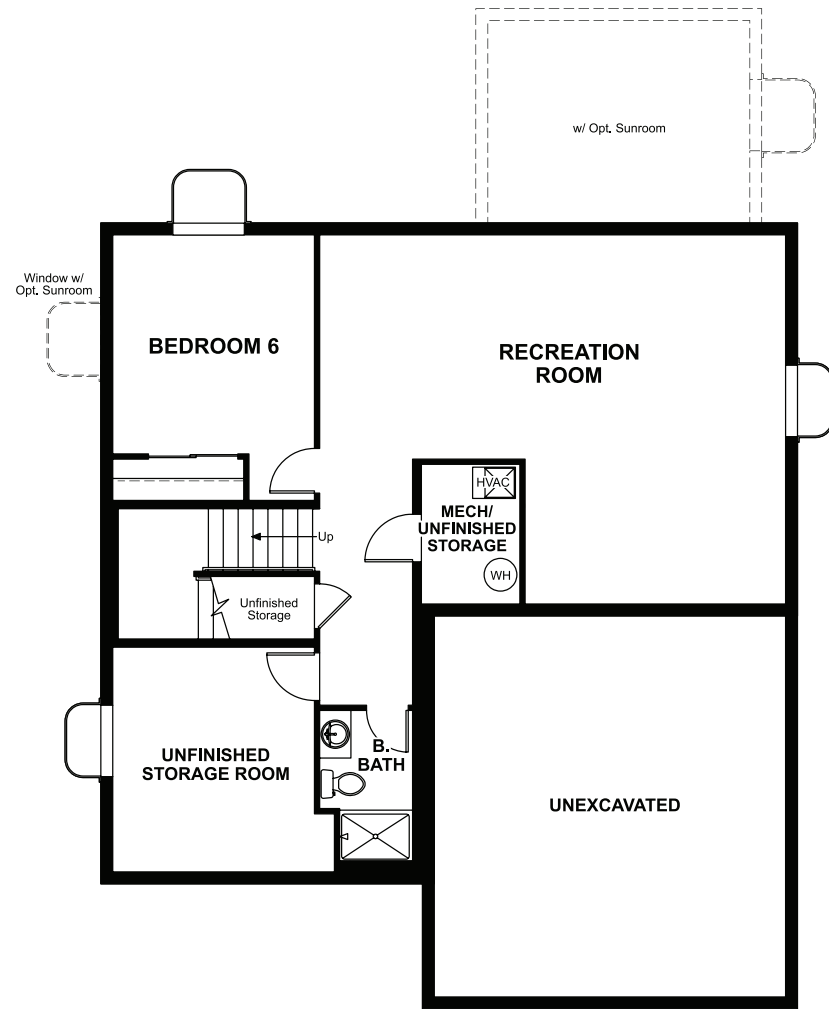 w/ Opt. Sunroom
Window w/
Opt. Sunroom
BEDROOM 6
RECREATION
ROOM
HVAC
MECH/
UNFINISHED
STORAGE
Up
WH
Unfinished
Storage
B.
BATH
UNFINISHED
STORAGE ROOM
UNEXCAVATED